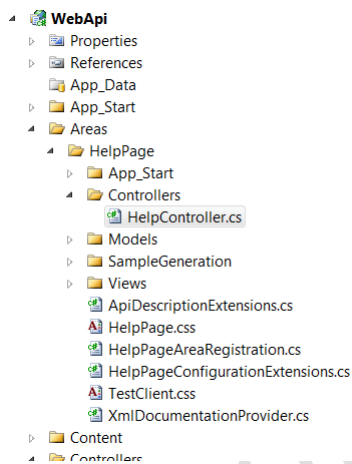 WebApi
Properties
References
App_Data
App_Start
Areas
HelpPage
App_Start
Controllers
HelpController.cs
Models
SampleGeneration
Views
ApiDescriptionExtensions.cs
HelpPage.css
HelpPageAreaRegistration.cs
HelpPageConfigurationExtensions.cs
TestClient.css
XmlDocumentationProvider.cs
Content
Controllers